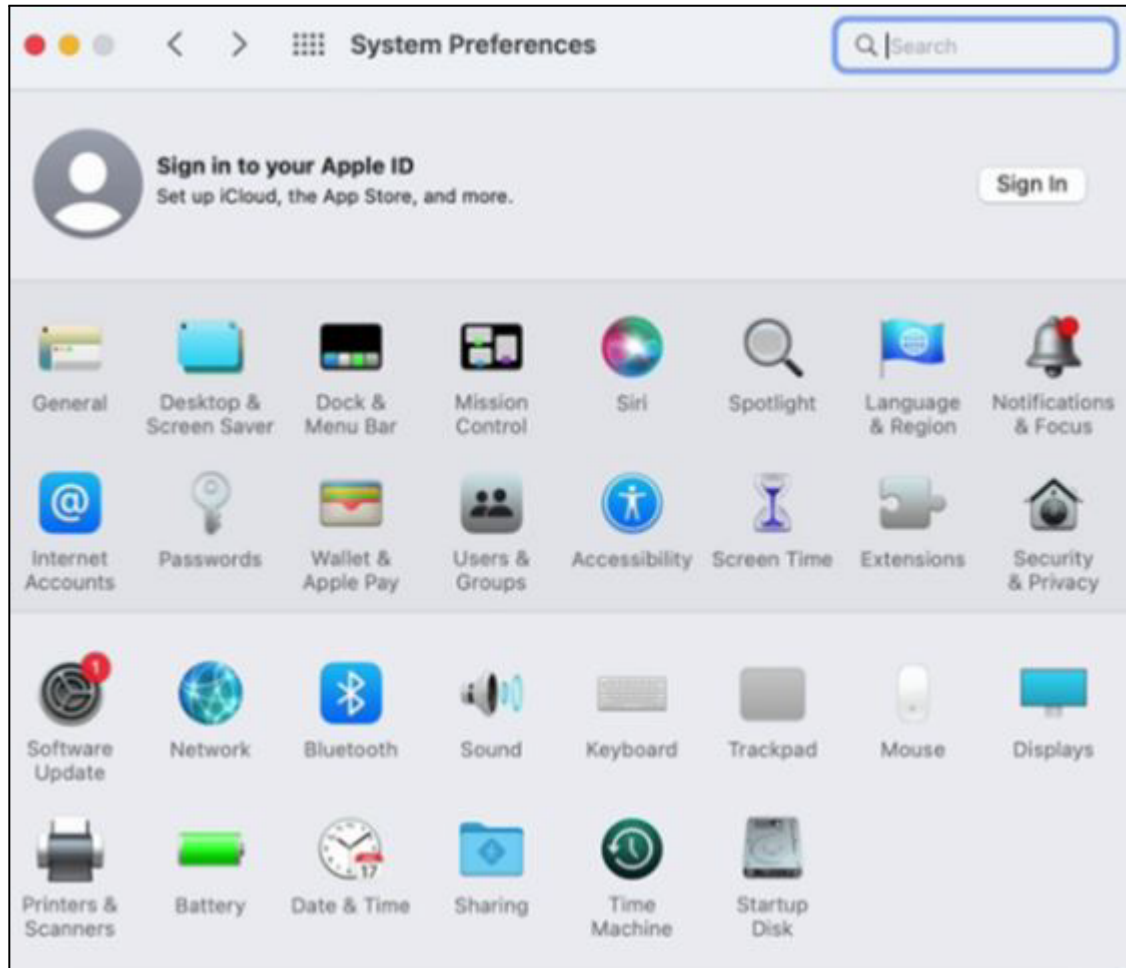 System Preferences
Search
Sign in to your Apple ID
Set up iCloud, the App Store, and more.
Sign In
General
Desktop &
Screen Saver
Dock &
Menu Bar
Mission
Control
Siri
Spotlight
Language
& Region
Notifications
& Focus
Internet
Accounts
Passwords
Wallet &
Apple Pay
Users &
Groups
Accessibility
Screen Time
Extensions
Security
& Privacy
1
Software
Update
Network
Bluetooth
Sound
Keyboard
Trackpad
Mouse
Displays
17
Printers &
Scanners
Battery
Date & Time
Sharing
Time
Machine
Startup
Disk